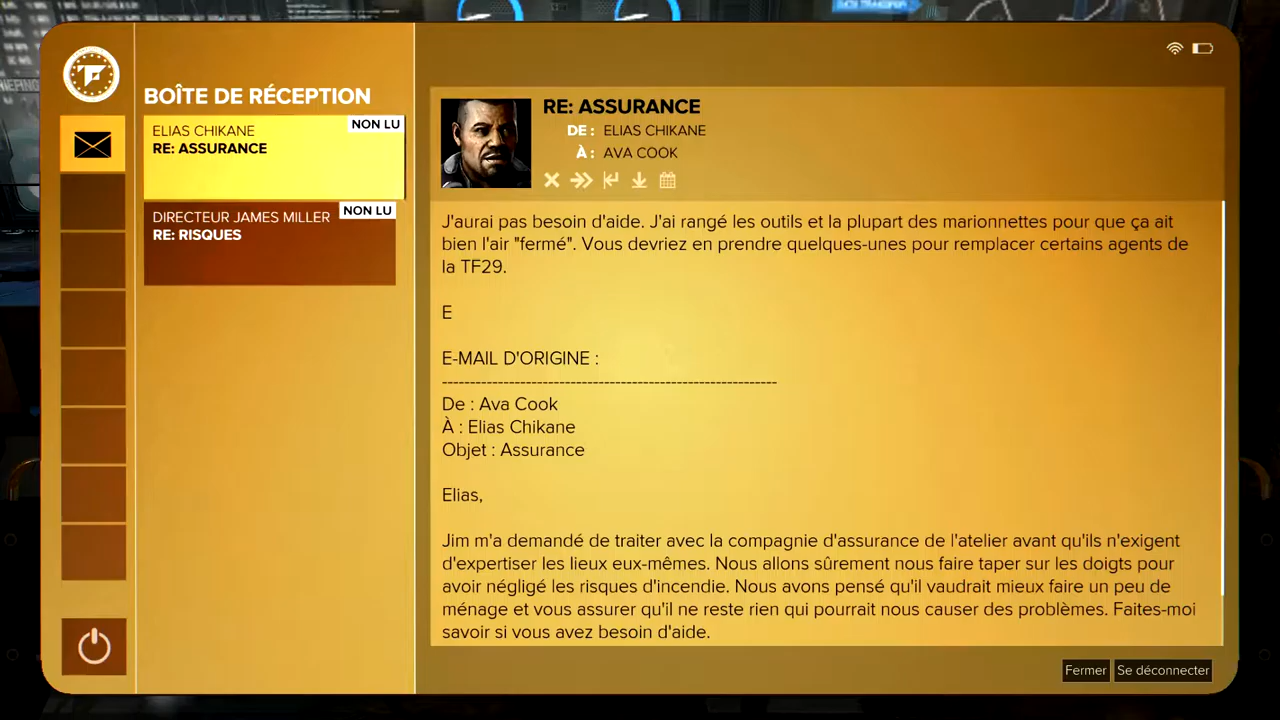 BOÎTE DE RÉCEPTION
NON LU
ELIAS CHIKANE
RE: ASSURANCE
NON LU
DIRECTEUR JAMES MILLER
RE: RISQUES
RE: ASSURANCE
DE : ELIAS CHIKANE
À : AVA COOK
J'aurai pas besoin d'aide. J'ai rangé les outils et la plupart des marionnettes pour que ça ait
bien l'air "fermé". Vous devriez en prendre quelques-unes pour remplacer certains agents de
la TF29.
E
E-MAIL D'ORIGINE :
------------------------------------------------------------
De : Ava Cook
À : Elias Chikane
Objet : Assurance
Elias,
Jim m'a demandé de traiter avec la compagnie d'assurance de l'atelier avant qu'ils n'exigent
d'expertiser les lieux eux-mêmes. Nous allons sûrement nous faire taper sur les doigts pour
avoir négligé les risques d'incendie. Nous avons pensé qu'il vaudrait mieux faire un peu de
ménage et vous assurer qu'il ne reste rien qui pourrait nous causer des problèmes. Faites-moi
savoir si vous avez besoin d'aide.
Fermer
Se déconnecter